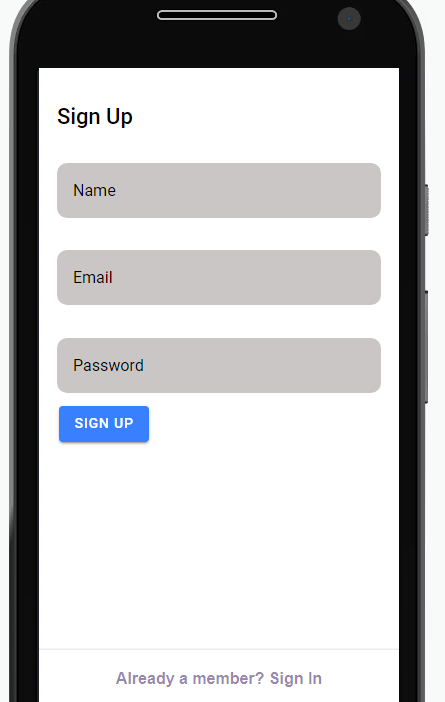 Sign Up
Name
Email
Password
SIGN UP
Already a member? Sign In